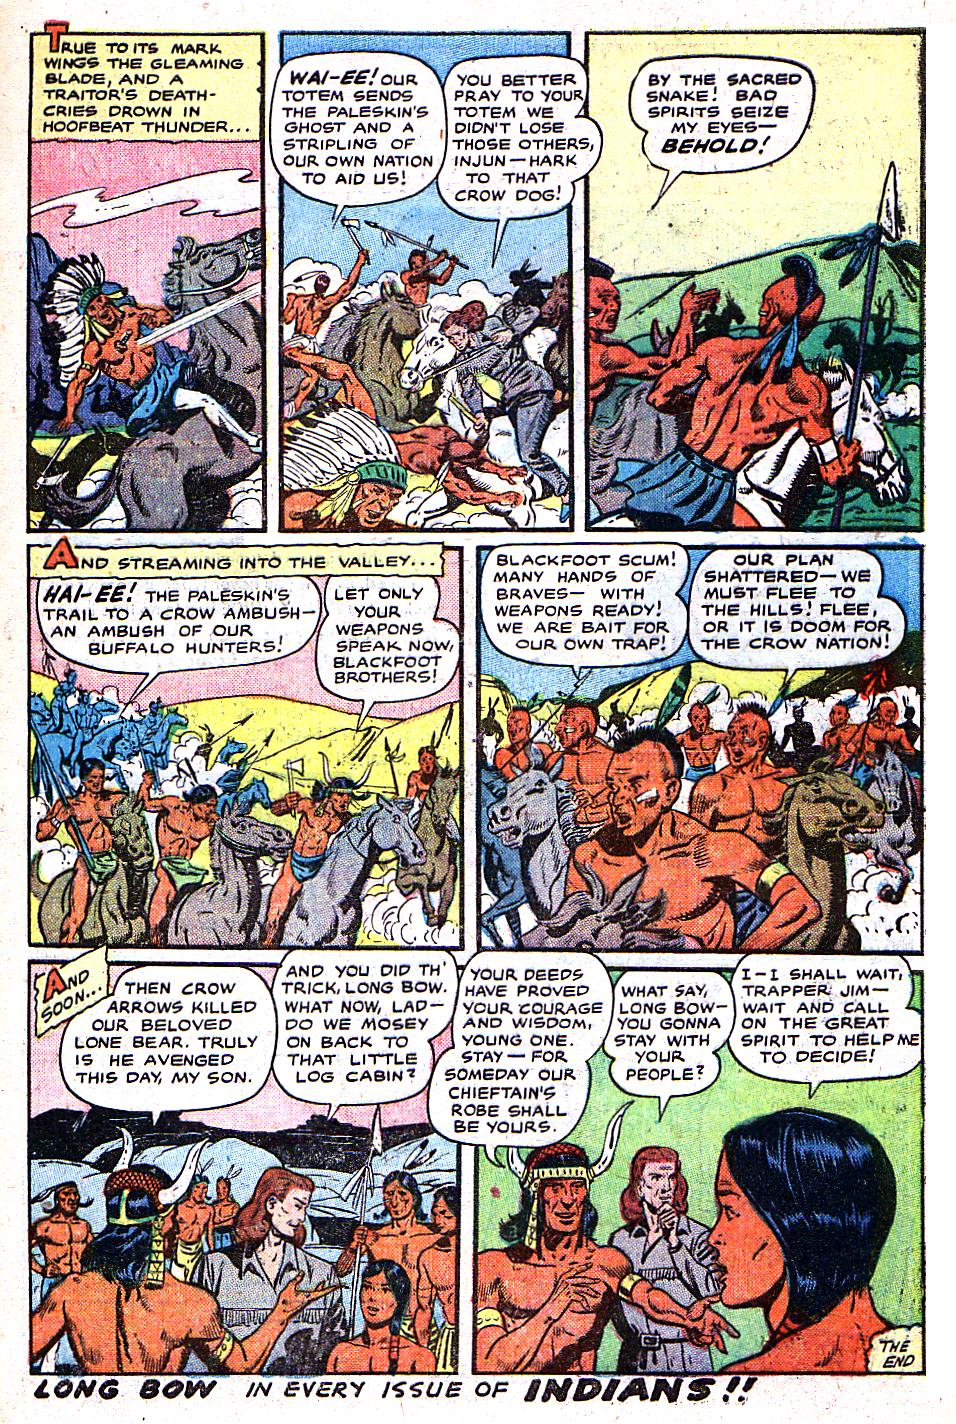 TRUE TO ITS MARK
WINGS THE GLEAMING
BLADE, AND A
TRAITOR'S DEATH-
CRIES DROWN IN
HOOFBEAT THUNDER...
WAI-EE! OUR
TOTEM SENDS
THE PALESKIN'S
GHOST AND A
STRIPLING OF
OUR OWN NATION
TO AID US!
YOU BETTER
PRAY TO YOUR
TOTEM WE
DIDN'T LOSE
THOSE OTHERS,
INJUN—HARK
TO THAT
CROW DOG!
BY THE SACRED
SNAKE! BAD
SPIRITS SEIZE
MY EYES—
BEHOLD!
AND STREAMING INTO THE VALLEY...
HAI-EE! THE PALESKIN'S
TRAIL TO A CROW AMBUSH—
AN AMBUSH OF OUR
BUFFALO HUNTERS!
LET ONLY
YOUR
WEAPONS
SPEAK NOW,
BLACKFOOT
BROTHERS!
BLACKFOOT SCUM!
MANY HANDS OF
BRAVES—WITH
WEAPONS READY!
WE ARE BAIT FOR
OUR OWN TRAP!
OUR PLAN
SHATTERED—WE
MUST FLEE TO
THE HILLS! FLEE,
OR IT IS DOOM FOR
THE CROW NATION!
AND
SOON...
THEN CROW
ARROWS KILLED
OUR BELOVED
LONE BEAR. TRULY
IS HE AVENGED
THIS DAY, MY SON.
AND YOU DID TH'
TRICK, LONG BOW.
WHAT NOW, LAD—
DO WE MOSEY
ON BACK TO
THAT LITTLE
LOG CABIN?
YOUR DEEDS
HAVE PROVED
YOUR COURAGE
AND WISDOM,
YOUNG ONE.
STAY—FOR
SOMEDAY OUR
CHIEFTAIN'S
ROBE SHALL
BE YOURS.
WHAT SAY,
LONG BOW—
YOU GONNA
STAY WITH
YOUR
PEOPLE?
I-I SHALL WAIT,
TRAPPER JIM—
WAIT AND CALL
ON THE GREAT
SPIRIT TO HELP ME
TO DECIDE!
THE
END
LONG BOW IN EVERY ISSUE OF INDIANS!!